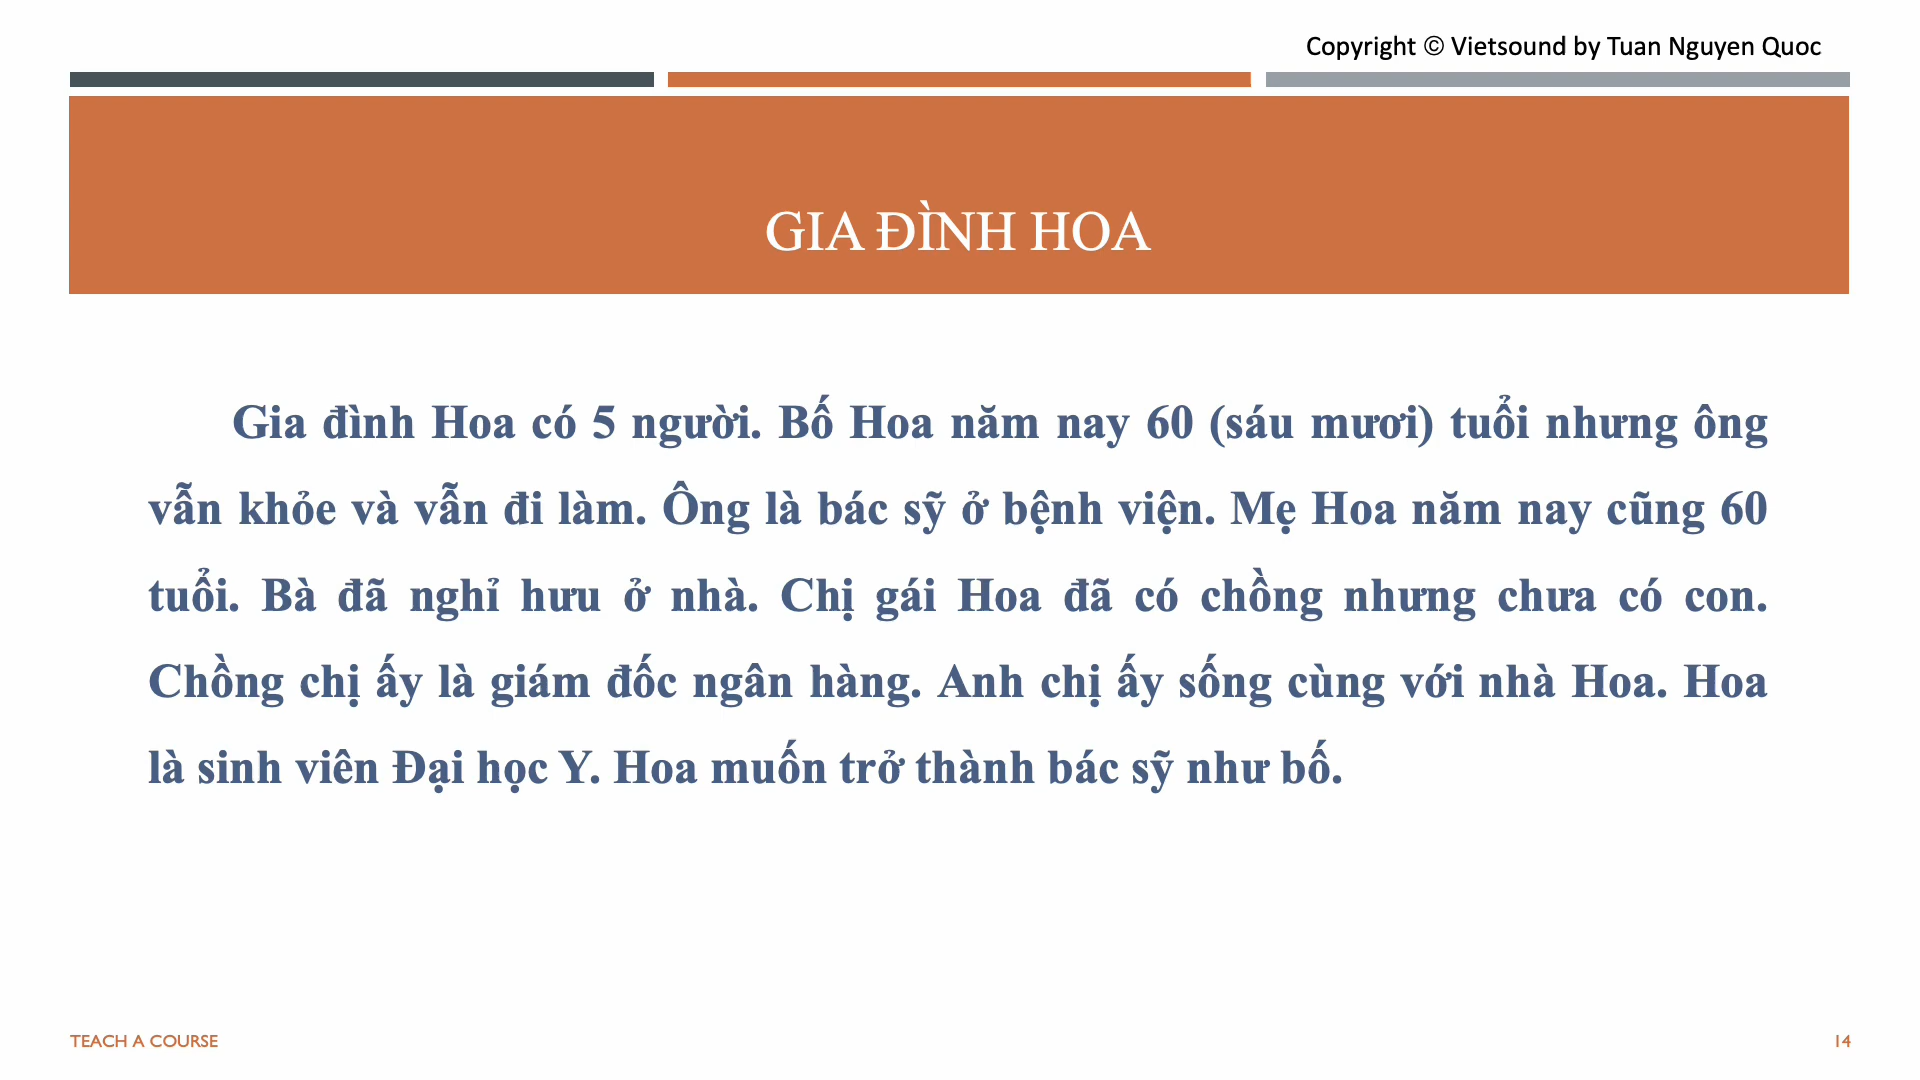 Copyright © Vietsound by Tuan Nguyen Quoc
GIA ĐÌNH HOA
Gia đình Hoa có 5 người. Bố Hoa năm nay 60 (sáu mươi) tuổi nhưng ông
vẫn khỏe và vẫn đi làm. Ông là bác sỹ ở bệnh viện. Mẹ Hoa năm nay cũng 60
tuổi. Bà đã nghỉ hưu ở nhà. Chị gái Hoa đã có chồng nhưng chưa có con.
Chồng chị ấy là giám đốc ngân hàng. Anh chị ấy sống cùng với nhà Hoa. Hoa
là sinh viên Đại học Y. Hoa muốn trở thành bác sỹ như bố.
TEACH A COURSE
14